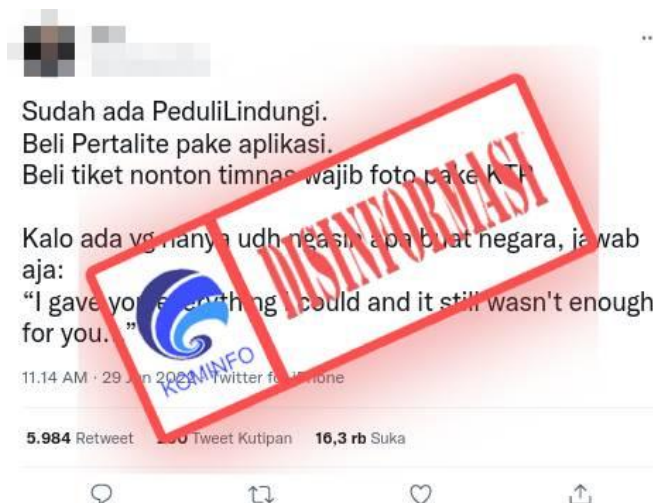 Sudah ada PeduliLindungi.
Beli Pertalite pake aplikasi.
Beli tiket nonton timnas wajib foto pake KTP
Kalo ada yg nanya udh ngasih apa buat negara, jawab
aja:
“I gave you everything I could and it still wasn't enough
for you..”
DISINFORMASI
KOMINFO
11.14 AM · 29 Jun 2022 · Twitter for iPhone
5.984 Retweet Tweet Kutipan 16,3 rb Suka